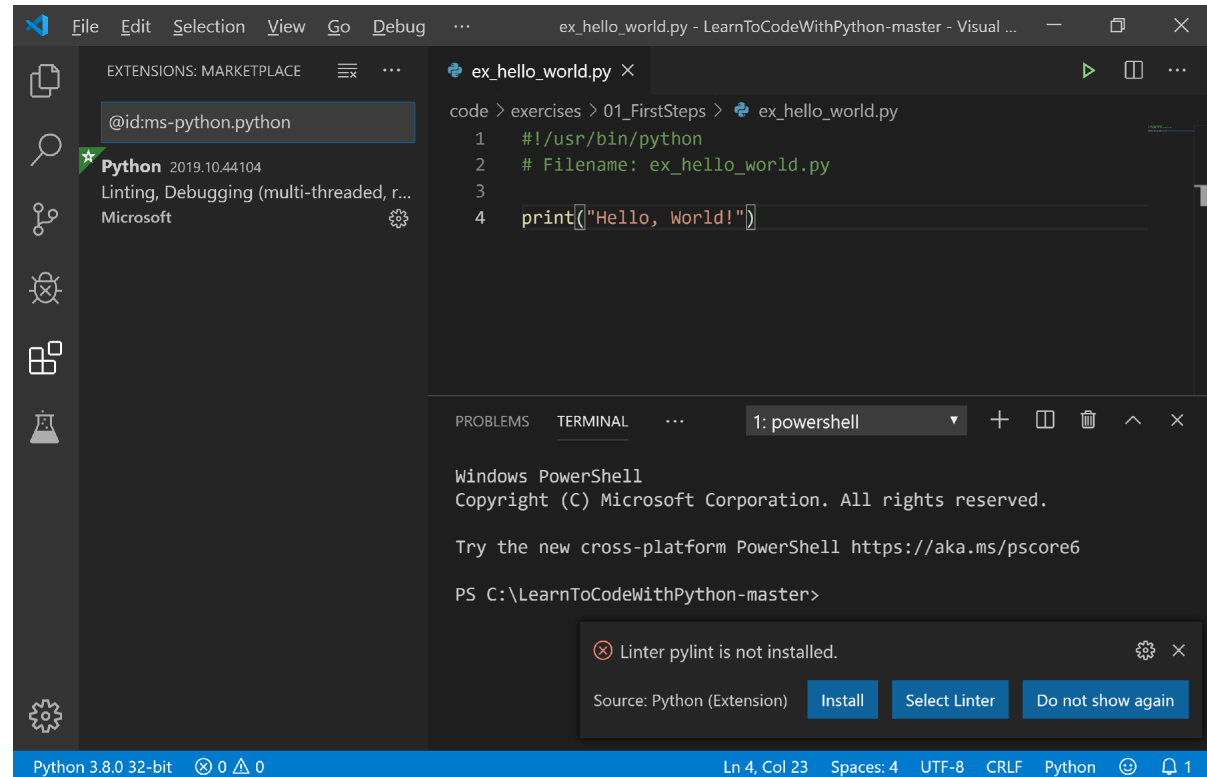 File Edit Selection View Go Debug ··· ex_hello_world.py - LearnToCodeWithPython-master - Visual ...
EXTENSIONS: MARKETPLACE ···
@id:ms-python.python
Python 2019.10.44104
Linting, Debugging (multi-threaded, r...
Microsoft
ex_hello_world.py ···
code > exercises > 01_FirstSteps > ex_hello_world.py
1 #!/usr/bin/python
2 # Filename: ex_hello_world.py
3
4 print("Hello, World!")
PROBLEMS TERMINAL ··· 1: powershell
Windows PowerShell
Copyright (C) Microsoft Corporation. All rights reserved.
Try the new cross-platform PowerShell https://aka.ms/pscore6
PS C:\LearnToCodeWithPython-master>
Linter pylint is not installed.
Source: Python (Extension) Install Select Linter Do not show again
Python 3.8.0 32-bit 0 0 Ln 4, Col 23 Spaces: 4 UTF-8 CRLF Python 1